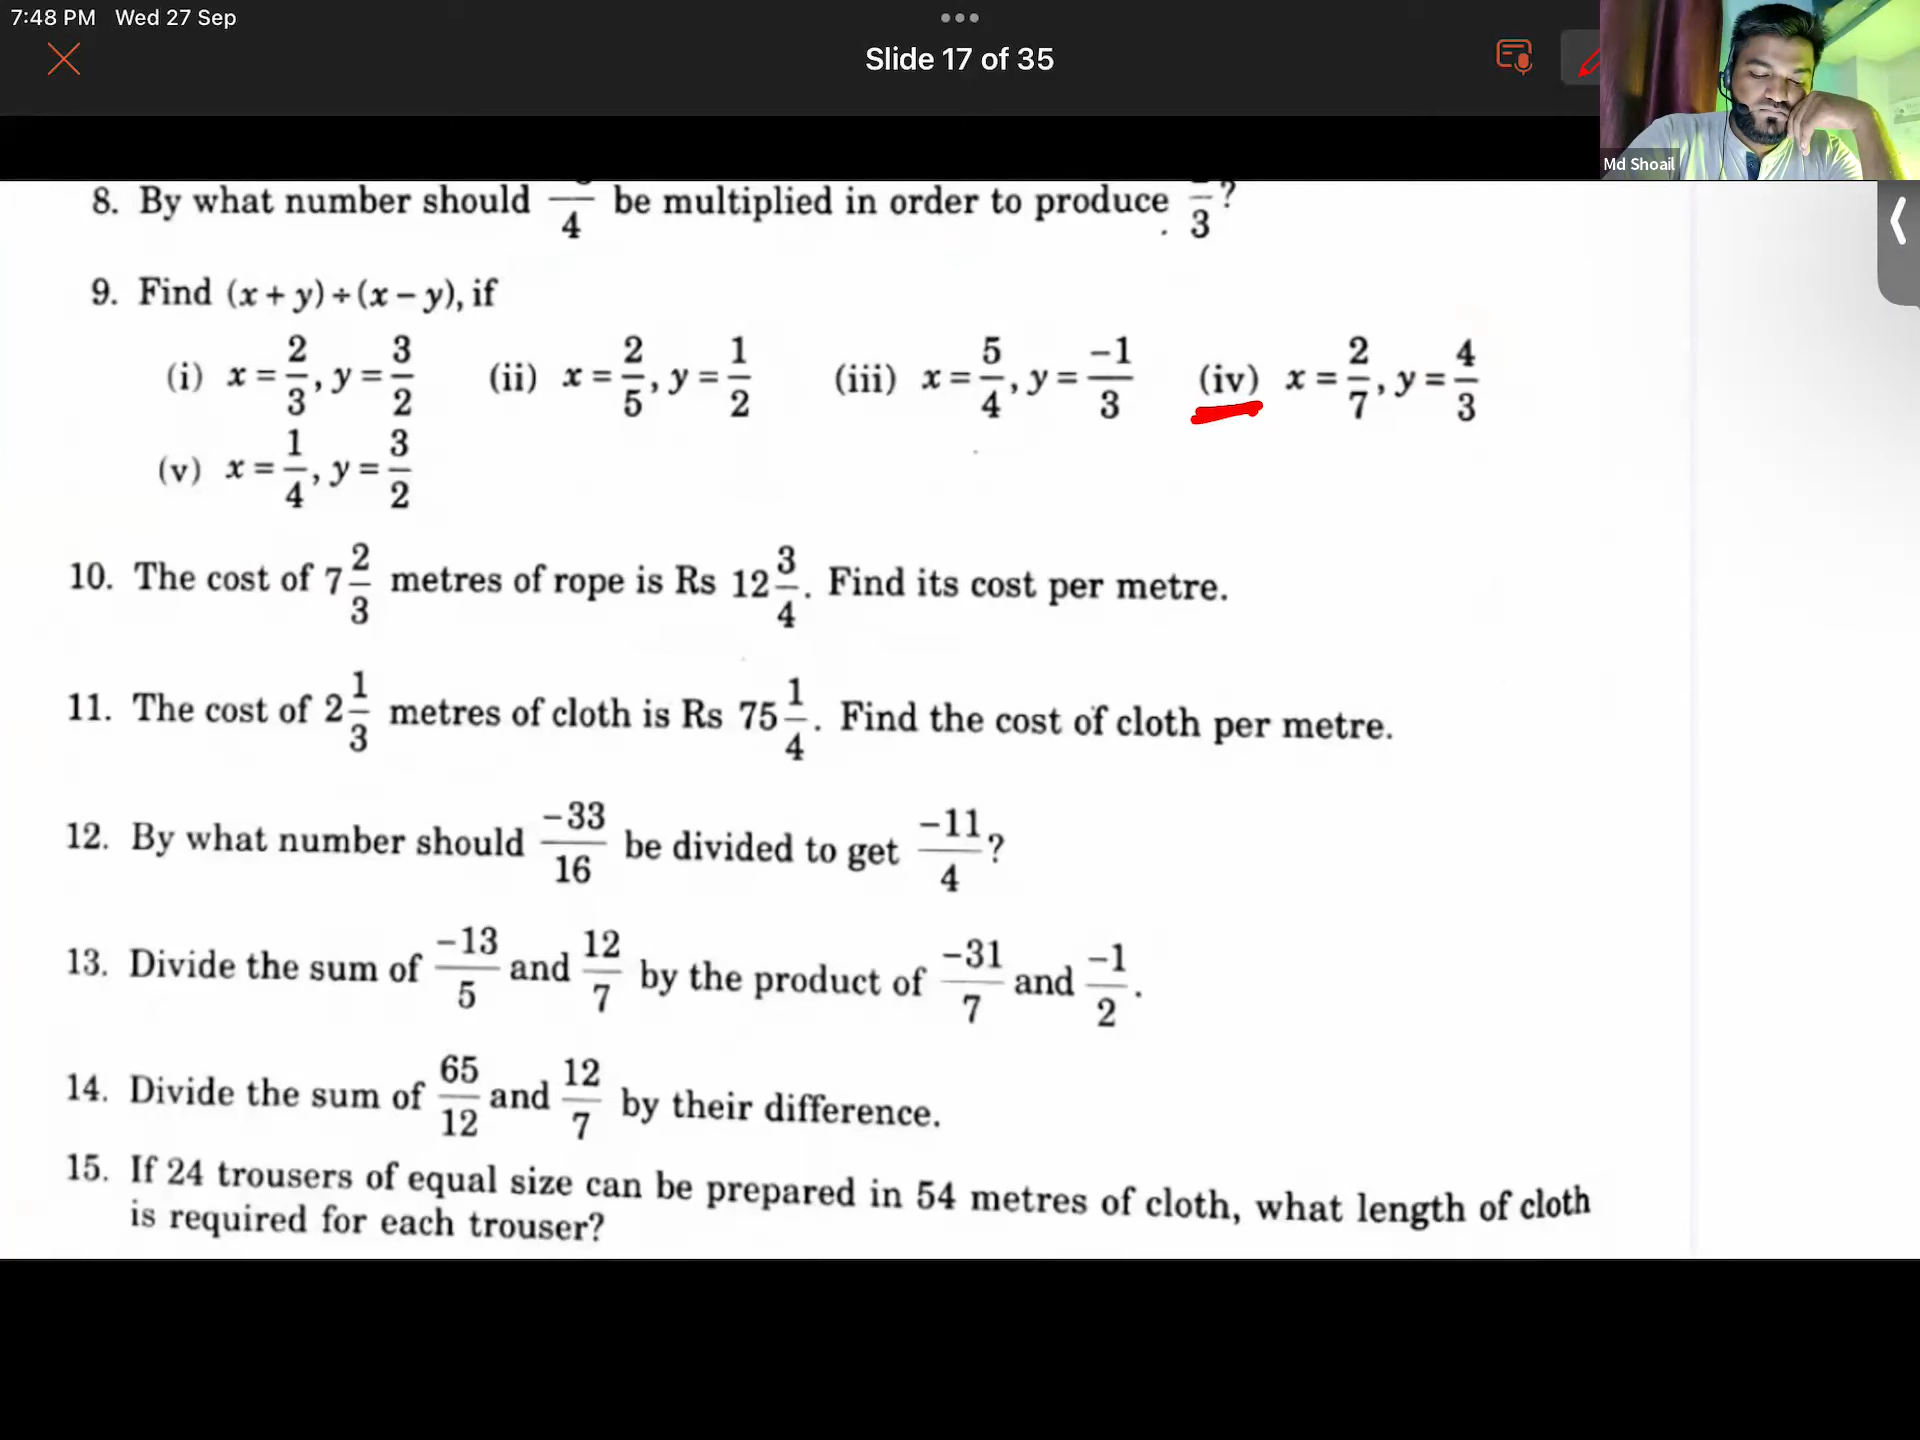 7:48 PM Wed 27 Sep
Slide 17 of 35
Md Shoail
8. By what number should —/4 be multiplied in order to produce —/3?
9. Find (x + y) ÷ (x − y), if
(i) x = 2/3, y = 3/2 (ii) x = 2/5, y = 1/2 (iii) x = 5/4, y = −1/3 (iv) x = 2/7, y = 4/3
(v) x = 1/4, y = 3/2
10. The cost of 7 2/3 metres of rope is Rs 12 3/4. Find its cost per metre.
11. The cost of 2 1/3 metres of cloth is Rs 75 1/4. Find the cost of cloth per metre.
12. By what number should −33/16 be divided to get −11/4?
13. Divide the sum of −13/5 and 12/7 by the product of −31/7 and −1/2.
14. Divide the sum of 65/12 and 12/7 by their difference.
15. If 24 trousers of equal size can be prepared in 54 metres of cloth, what length of cloth
is required for each trouser?